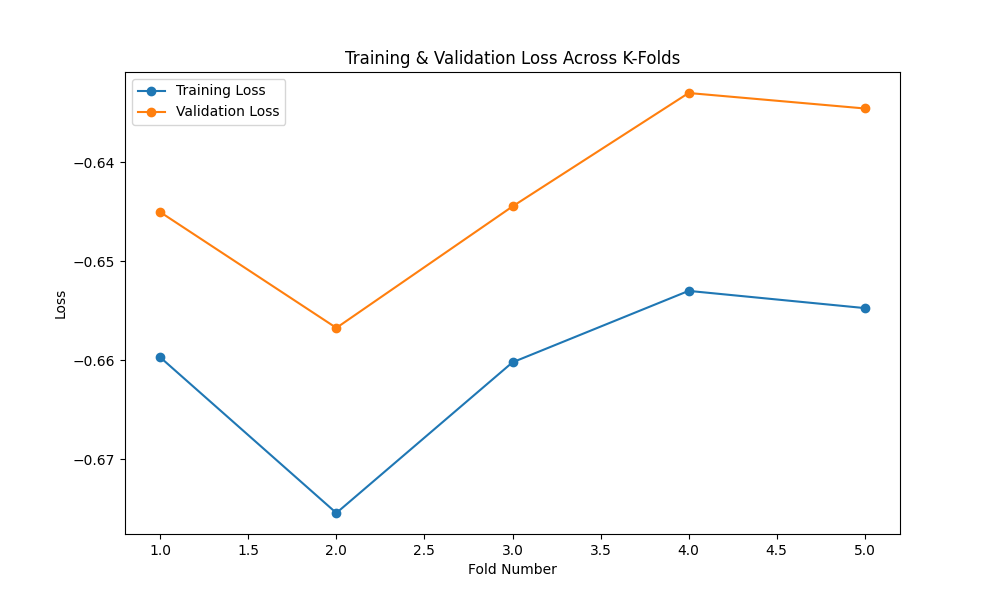 Training & Validation Loss Across K-Folds
Training Loss
Validation Loss
−0.64
−0.65
−0.66
−0.67
Loss
1.0 1.5 2.0 2.5 3.0 3.5 4.0 4.5 5.0
Fold Number